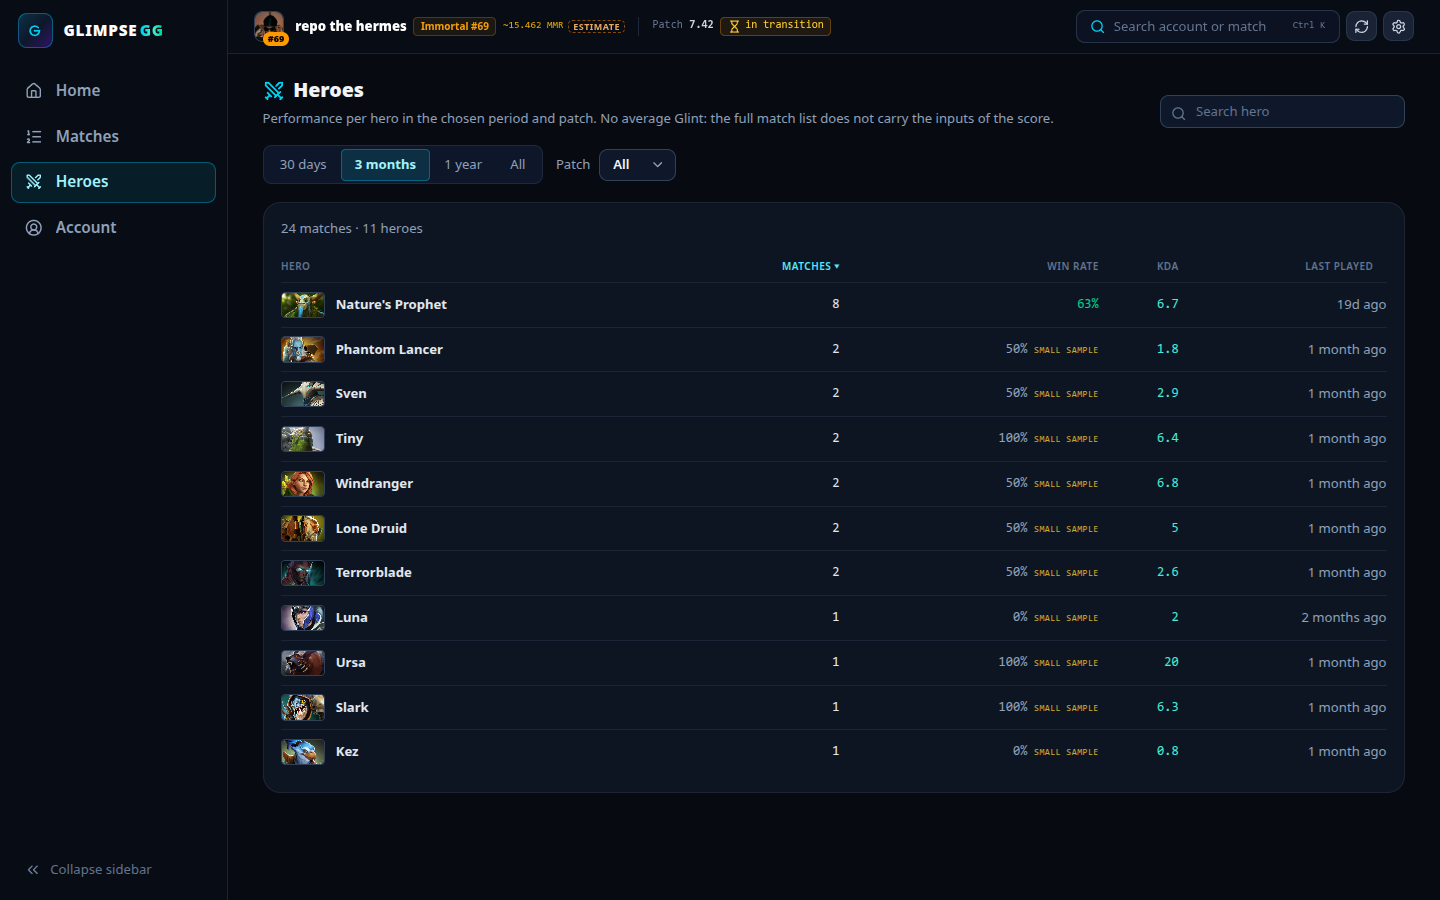 G GLIMPSE GG
Home
Matches
Heroes
Account
Collapse sidebar
#69
repo the hermes Immortal #69 ~15.462 MMR ESTIMATE Patch 7.42 in transition
Search account or match Ctrl K
Heroes
Performance per hero in the chosen period and patch. No average Glint: the full match list does not carry the inputs of the score.
Search hero
30 days 3 months 1 year All Patch All
24 matches · 11 heroes
HERO MATCHES ▾ WIN RATE KDA LAST PLAYED
Nature's Prophet 8 63% 6.7 19d ago
Phantom Lancer 2 50% SMALL SAMPLE 1.8 1 month ago
Sven 2 50% SMALL SAMPLE 2.9 1 month ago
Tiny 2 100% SMALL SAMPLE 6.4 1 month ago
Windranger 2 50% SMALL SAMPLE 6.8 1 month ago
Lone Druid 2 50% SMALL SAMPLE 5 1 month ago
Terrorblade 2 50% SMALL SAMPLE 2.6 1 month ago
Luna 1 0% SMALL SAMPLE 2 2 months ago
Ursa 1 100% SMALL SAMPLE 20 1 month ago
Slark 1 100% SMALL SAMPLE 6.3 1 month ago
Kez 1 0% SMALL SAMPLE 0.8 1 month ago